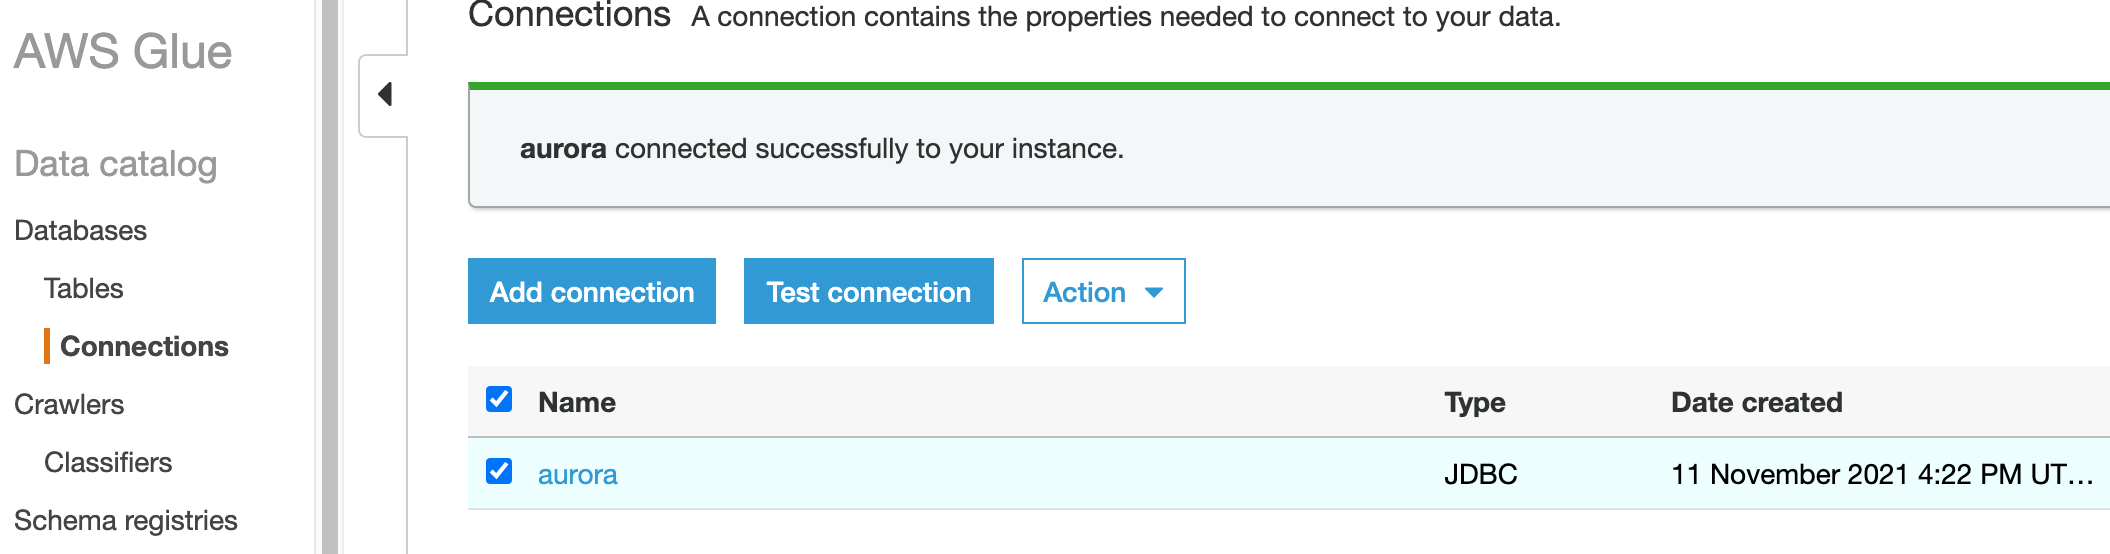 AWS Glue
Data catalog
Databases
Tables
Connections
Crawlers
Classifiers
Schema registries
Connections A connection contains the properties needed to connect to your data.
aurora connected successfully to your instance.
Add connection Test connection Action
Name Type Date created
aurora JDBC 11 November 2021 4:22 PM UT...